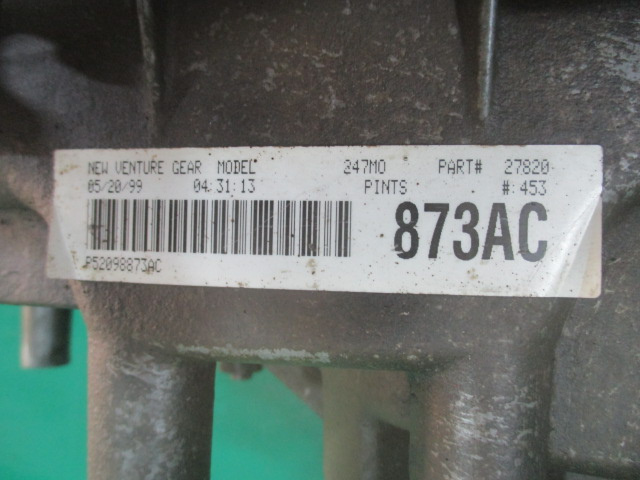 NEW VENTURE GEAR MODEL 247MO PART# 27820
05/20/99 04:31:13 PINTS #:453
873AC
P52098873AC